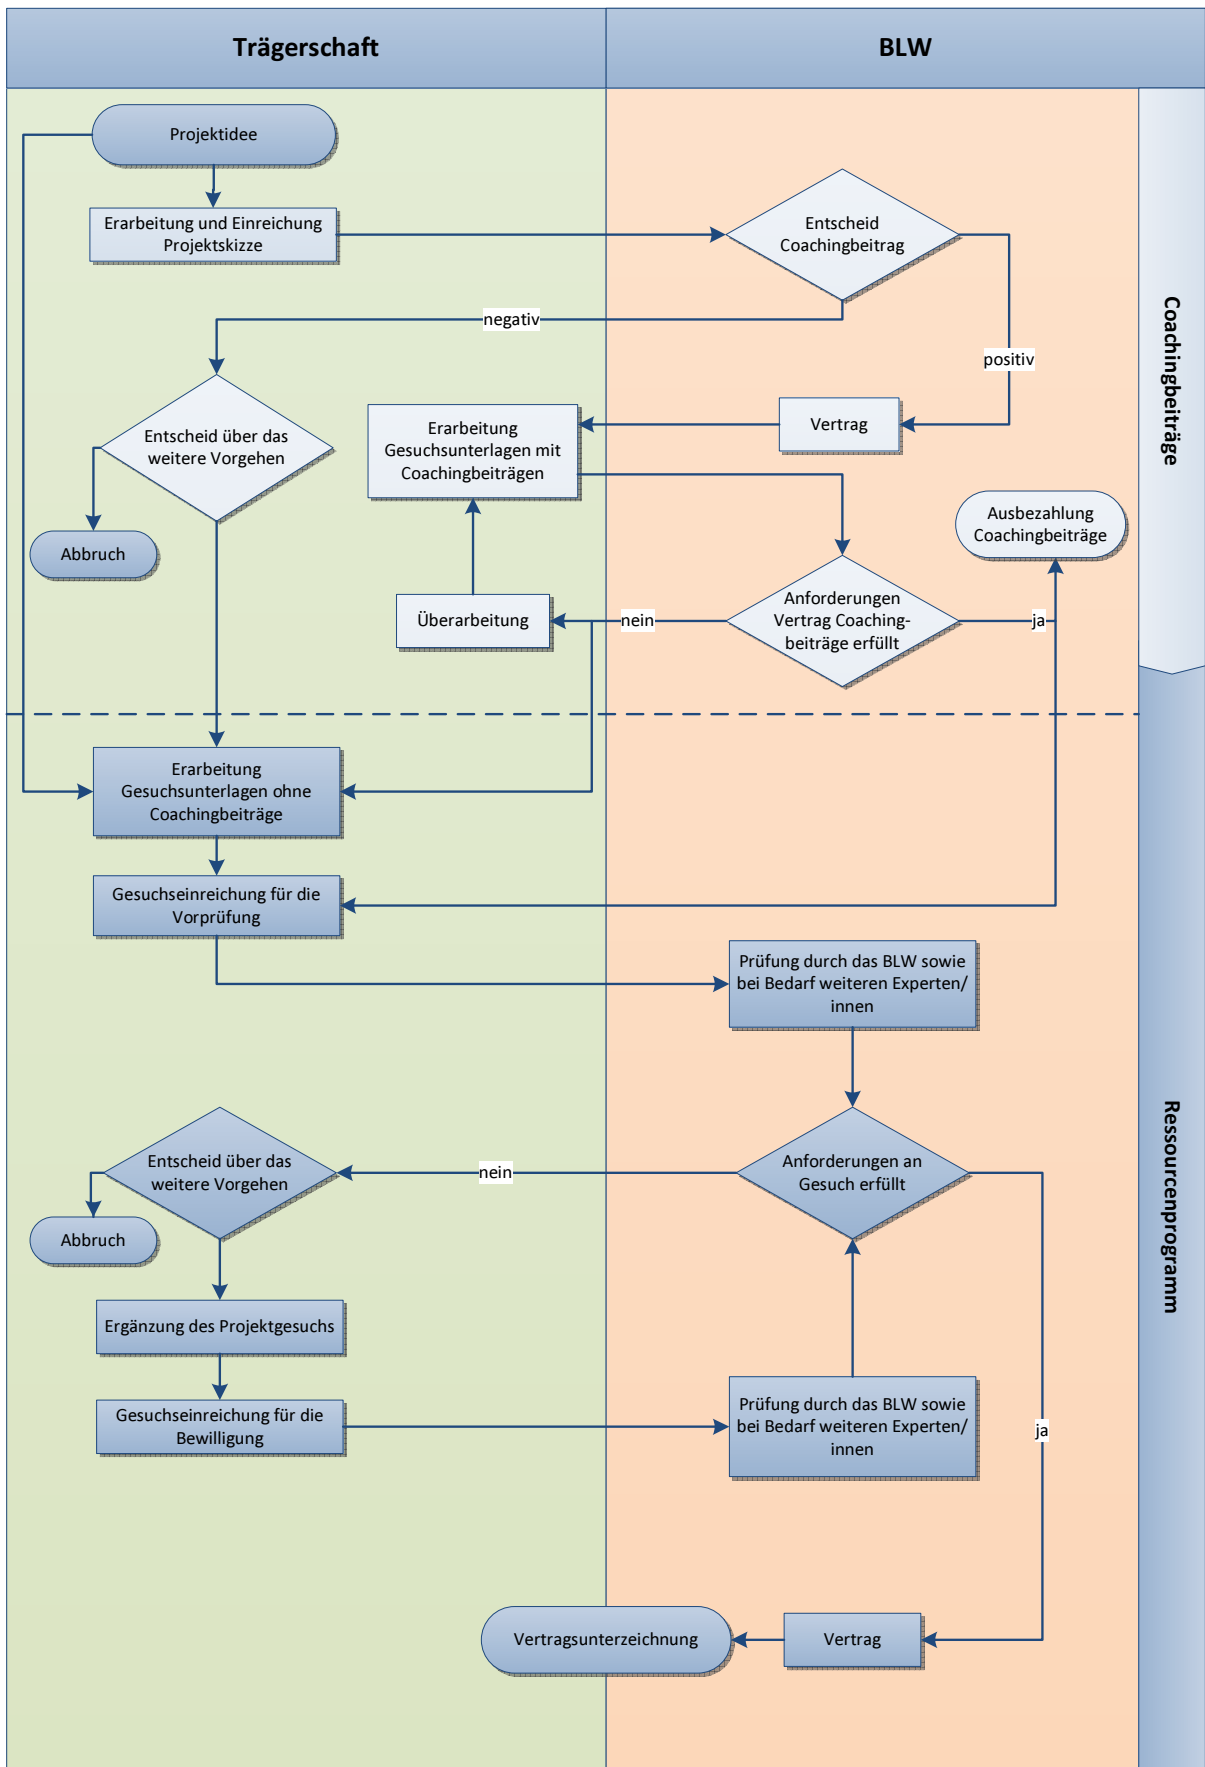 Trägerschaft
BLW
Projektidee
Erarbeitung und Einreichung
Projektskizze
Entscheid
Coachingbeitrag
negativ
positiv
Coachingbeiträge
Entscheid über das
weitere Vorgehen
Erarbeitung
Gesuchsunterlagen mit
Coachingbeiträgen
Vertrag
Abbruch
Ausbezahlung
Coachingbeiträge
Überarbeitung
nein
Anforderungen
Vertrag Coaching-
beiträge erfüllt
ja
Erarbeitung
Gesuchsunterlagen ohne
Coachingbeiträge
Gesuchseinreichung für die
Vorprüfung
Prüfung durch das BLW sowie
bei Bedarf weiteren Experten/
innen
Ressourcenprogramm
Entscheid über das
weitere Vorgehen
nein
Anforderungen an
Gesuch erfüllt
Abbruch
Ergänzung des Projektgesuchs
Gesuchseinreichung für die
Bewilligung
Prüfung durch das BLW sowie
bei Bedarf weiteren Experten/
innen
ja
Vertragsunterzeichnung
Vertrag